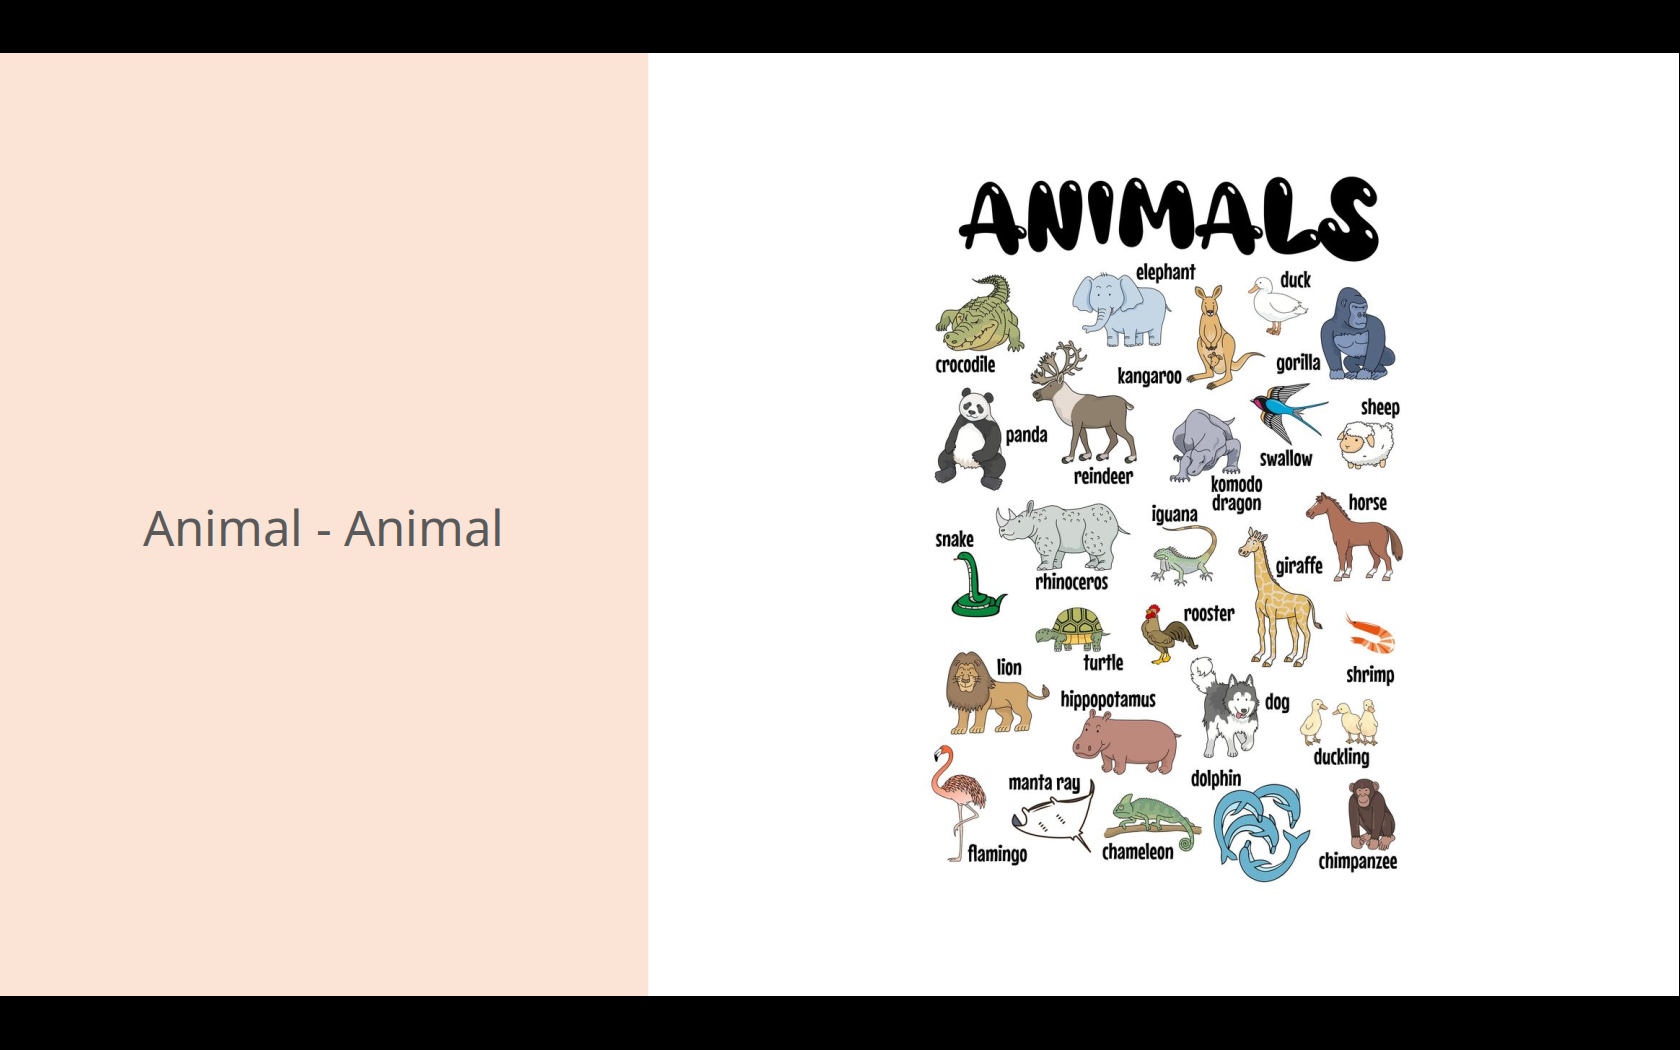 Animal - Animal
ANIMALS
elephant
duck
crocodile
kangaroo
gorilla
sheep
panda
swallow
reindeer
komodo
dragon
horse
iguana
snake
giraffe
rhinoceros
rooster
turtle
lion
shrimp
hippopotamus
dog
duckling
manta ray
dolphin
flamingo
chameleon
chimpanzee